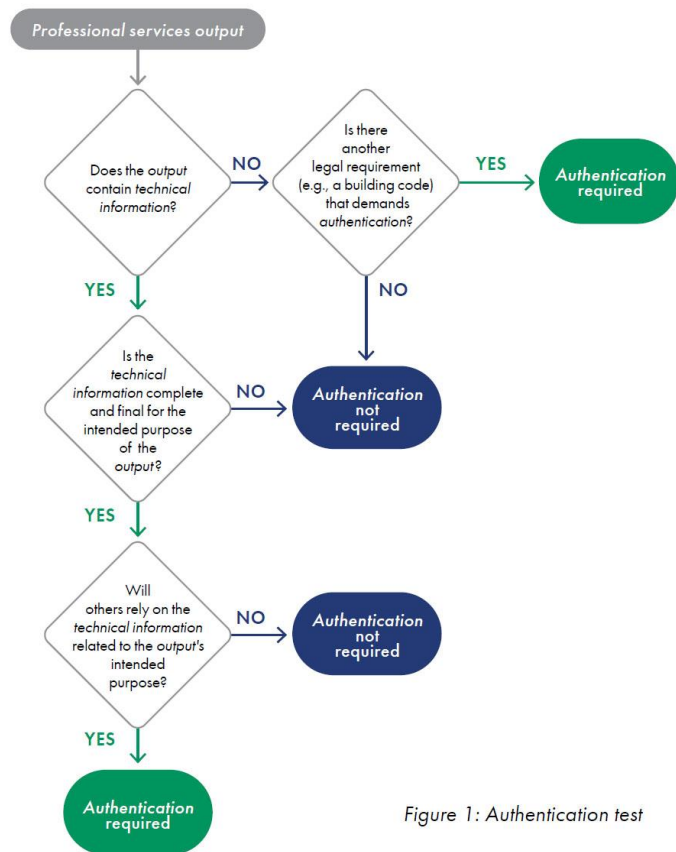 Professional services output
Does the output
contain technical
information?
NO
Is there
another
legal requirement
(e.g., a building code)
that demands
authentication?
YES
Authentication
required
YES
NO
Is the
technical
information complete
and final for the
intended purpose
of the
output?
NO
Authentication
not
required
YES
Will
others rely on the
technical information
related to the output's
intended
purpose?
NO
Authentication
not
required
YES
Authentication
required
Figure 1: Authentication test